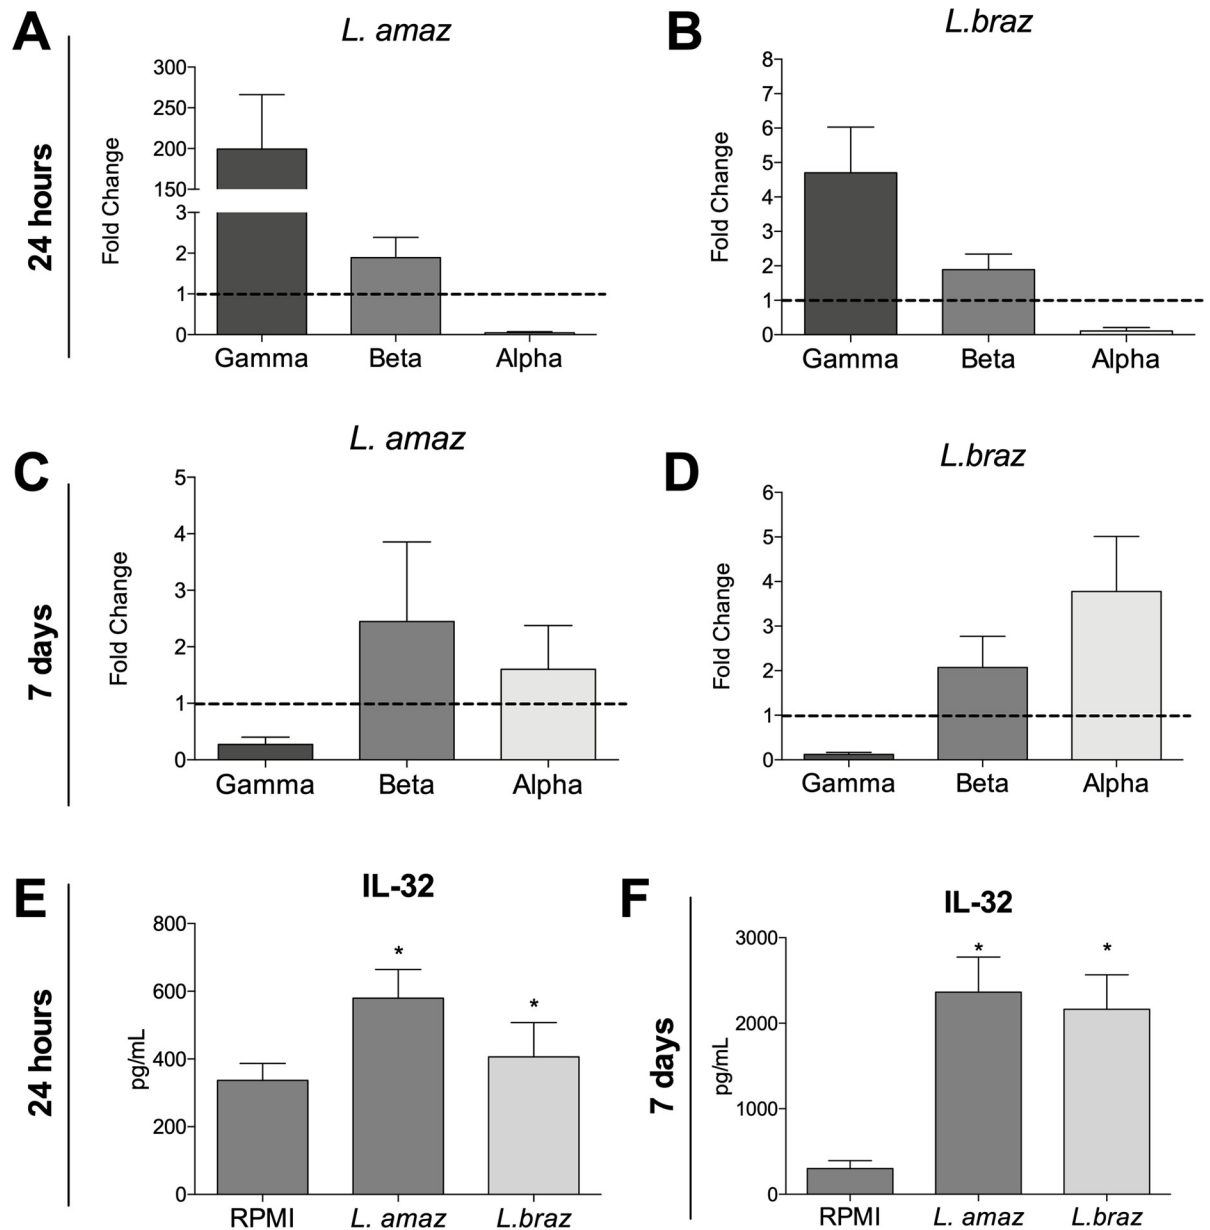 A
L. amaz
24 hours
Fold Change
300
250
200
150
3
2
1
0
Gamma Beta Alpha
B
L.braz
Fold Change
8
7
6
5
4
3
2
1
0
Gamma Beta Alpha
C
L. amaz
7 days
Fold Change
5
4
3
2
1
0
Gamma Beta Alpha
D
L.braz
Fold Change
6
5
4
3
2
1
0
Gamma Beta Alpha
E
IL-32
24 hours
pg/mL
800
600
400
200
0
* *
RPMI L. amaz L.braz
F
IL-32
7 days
pg/mL
3000
2000
1000
0
* *
RPMI L. amaz L.braz